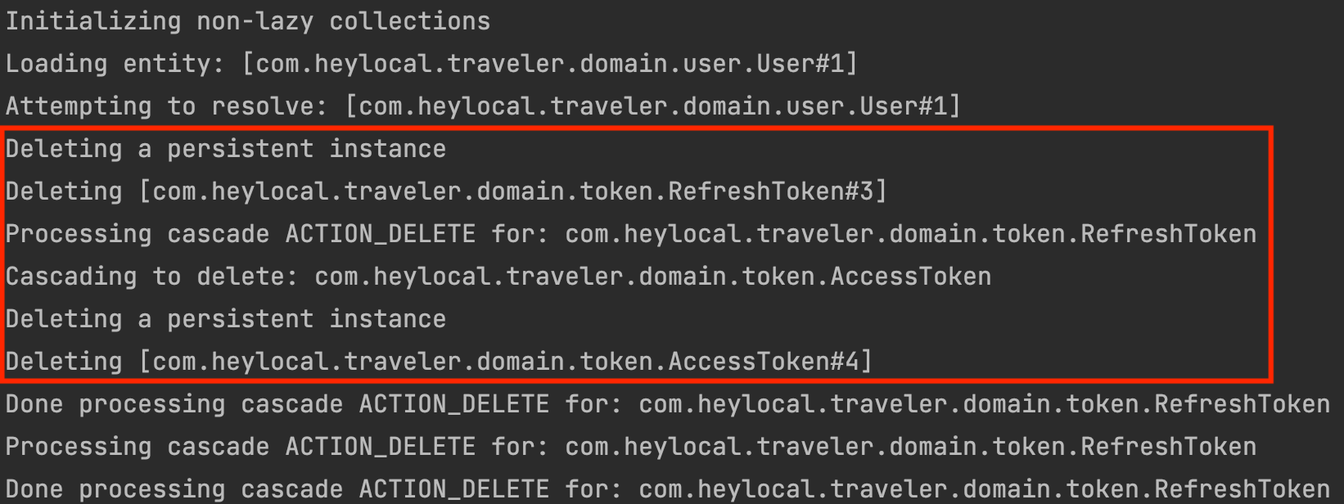 Initializing non-lazy collections
Loading entity: [com.heylocal.traveler.domain.user.User#1]
Attempting to resolve: [com.heylocal.traveler.domain.user.User#1]
Deleting a persistent instance
Deleting [com.heylocal.traveler.domain.token.RefreshToken#3]
Processing cascade ACTION_DELETE for: com.heylocal.traveler.domain.token.RefreshToken
Cascading to delete: com.heylocal.traveler.domain.token.AccessToken
Deleting a persistent instance
Deleting [com.heylocal.traveler.domain.token.AccessToken#4]
Done processing cascade ACTION_DELETE for: com.heylocal.traveler.domain.token.RefreshToken
Processing cascade ACTION_DELETE for: com.heylocal.traveler.domain.token.RefreshToken
Done processing cascade ACTION_DELETE for: com.heylocal.traveler.domain.token.RefreshToken